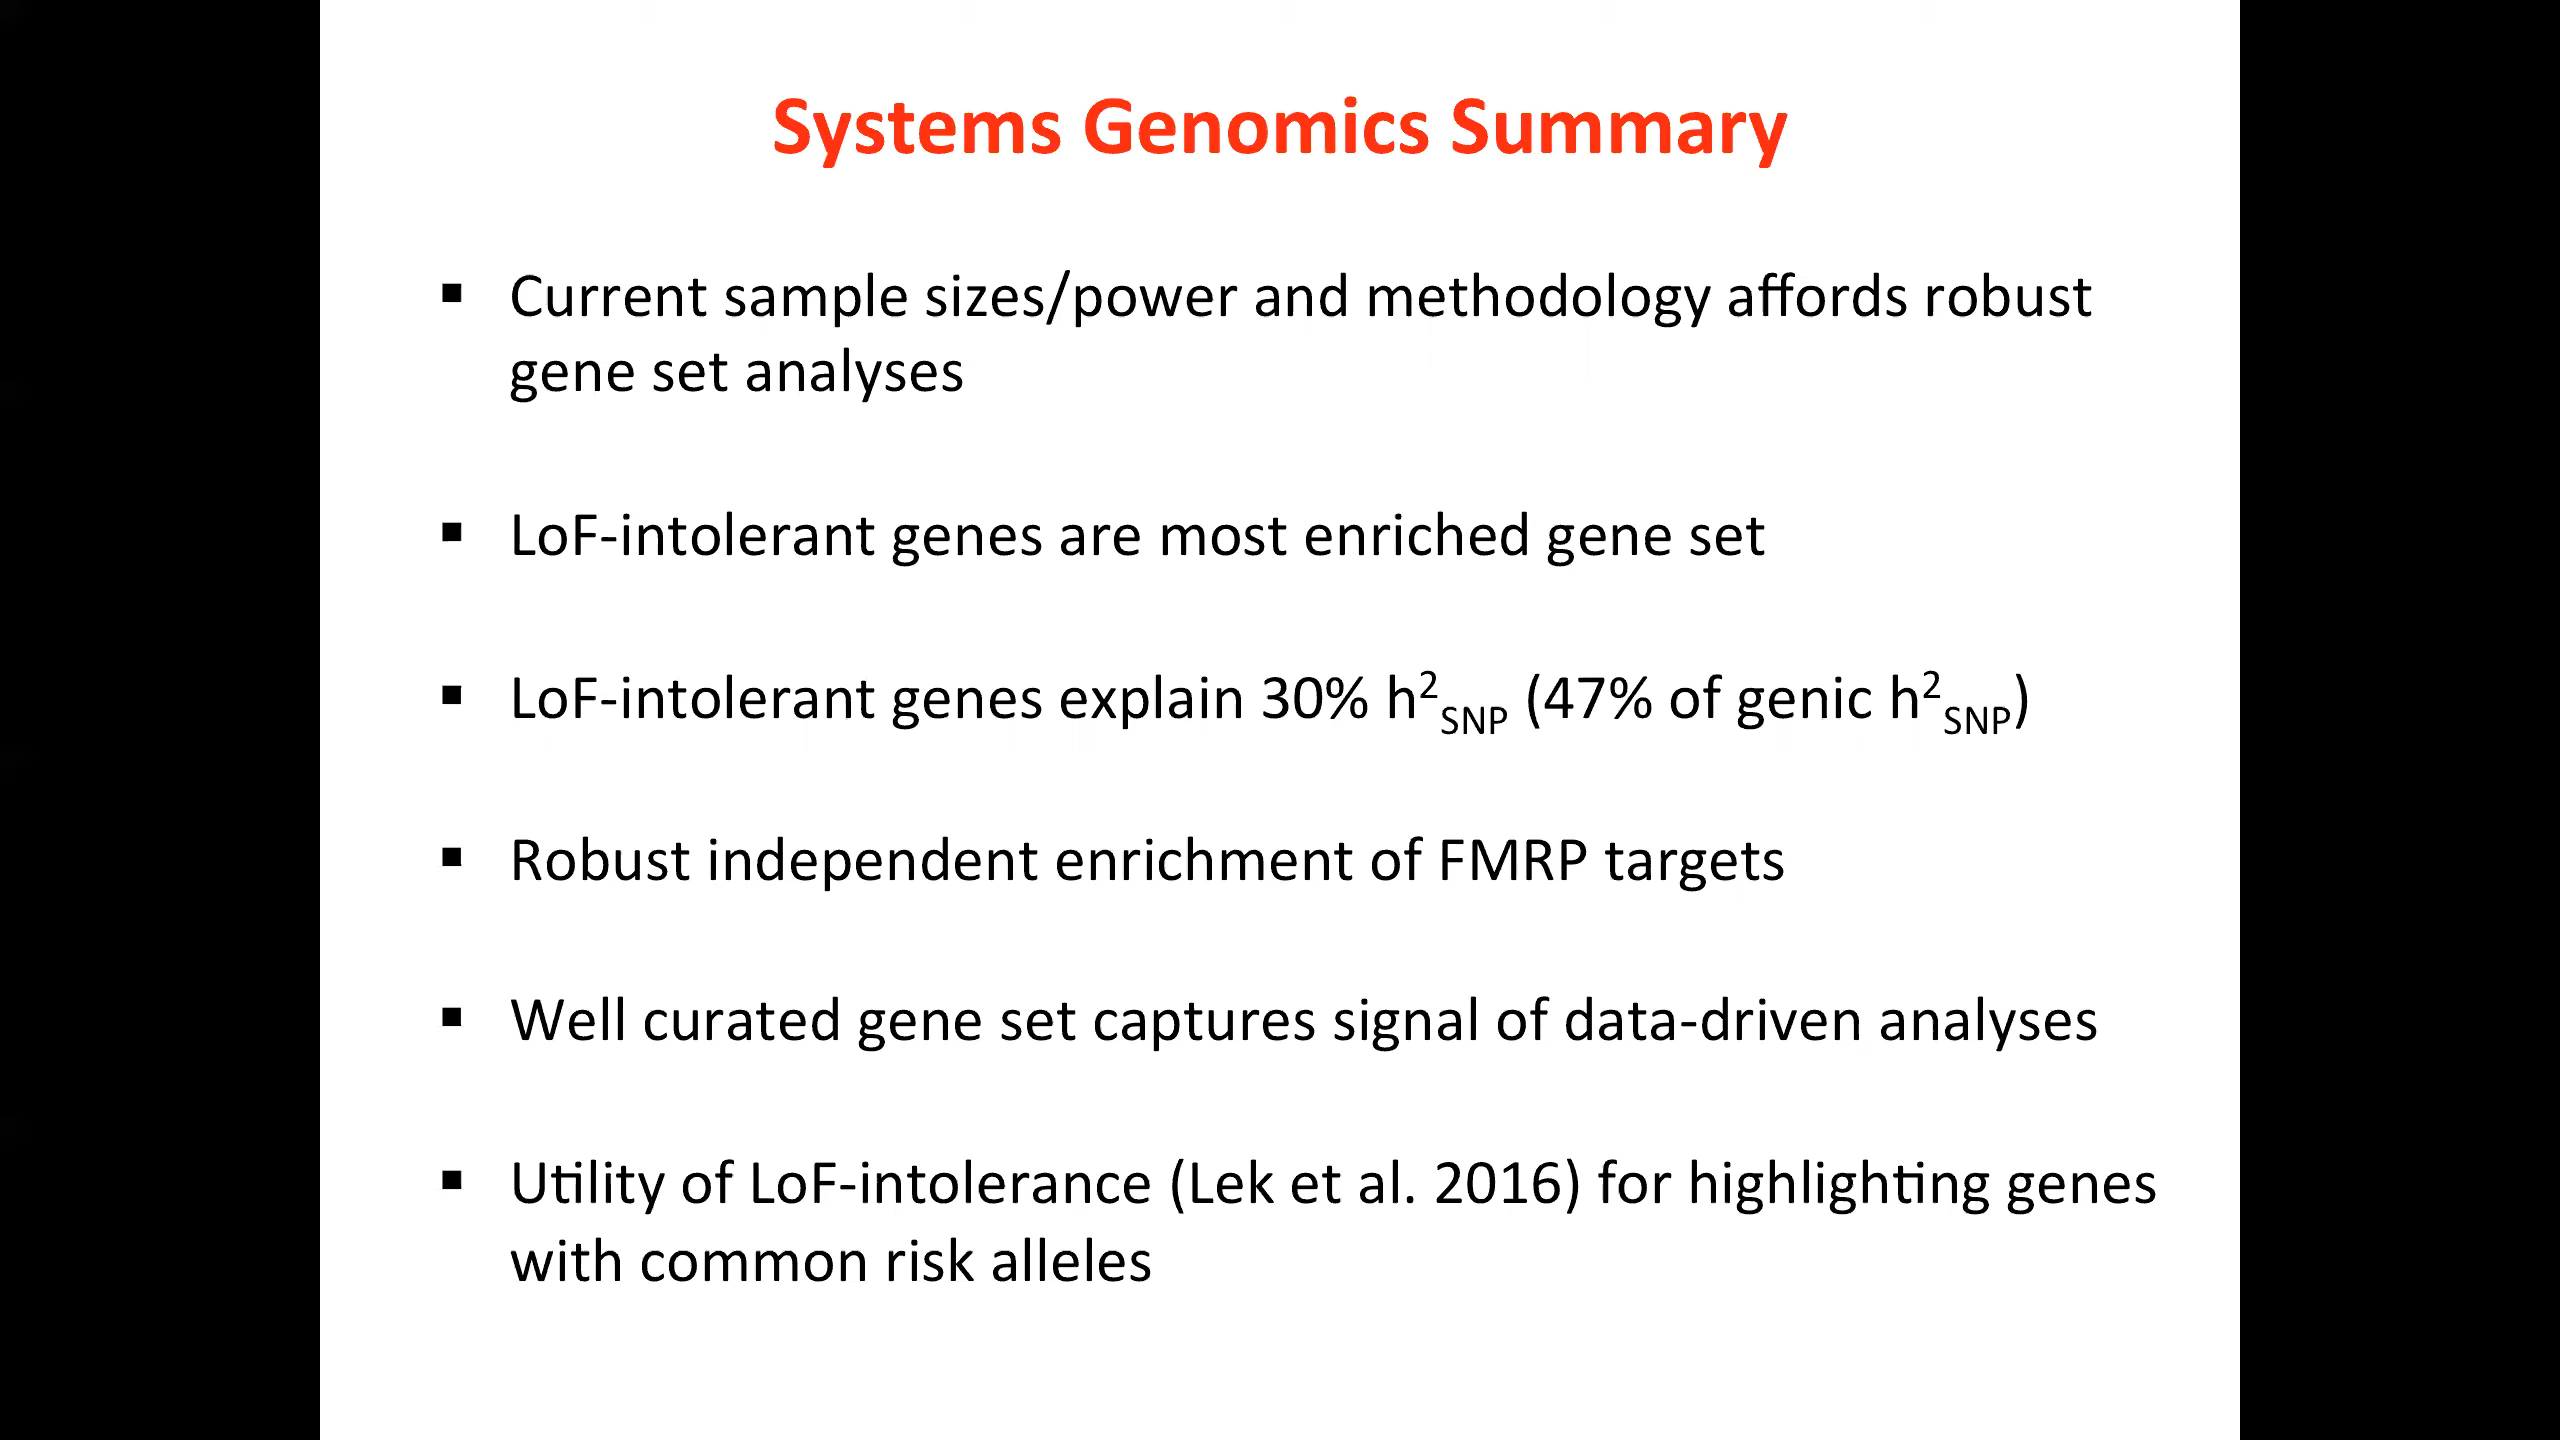 Systems Genomics Summary
▪ Current sample sizes/power and methodology affords robust
gene set analyses
▪ LoF-intolerant genes are most enriched gene set
▪ LoF-intolerant genes explain 30% h²SNP (47% of genic h²SNP)
▪ Robust independent enrichment of FMRP targets
▪ Well curated gene set captures signal of data-driven analyses
▪ Utility of LoF-intolerance (Lek et al. 2016) for highlighting genes
with common risk alleles